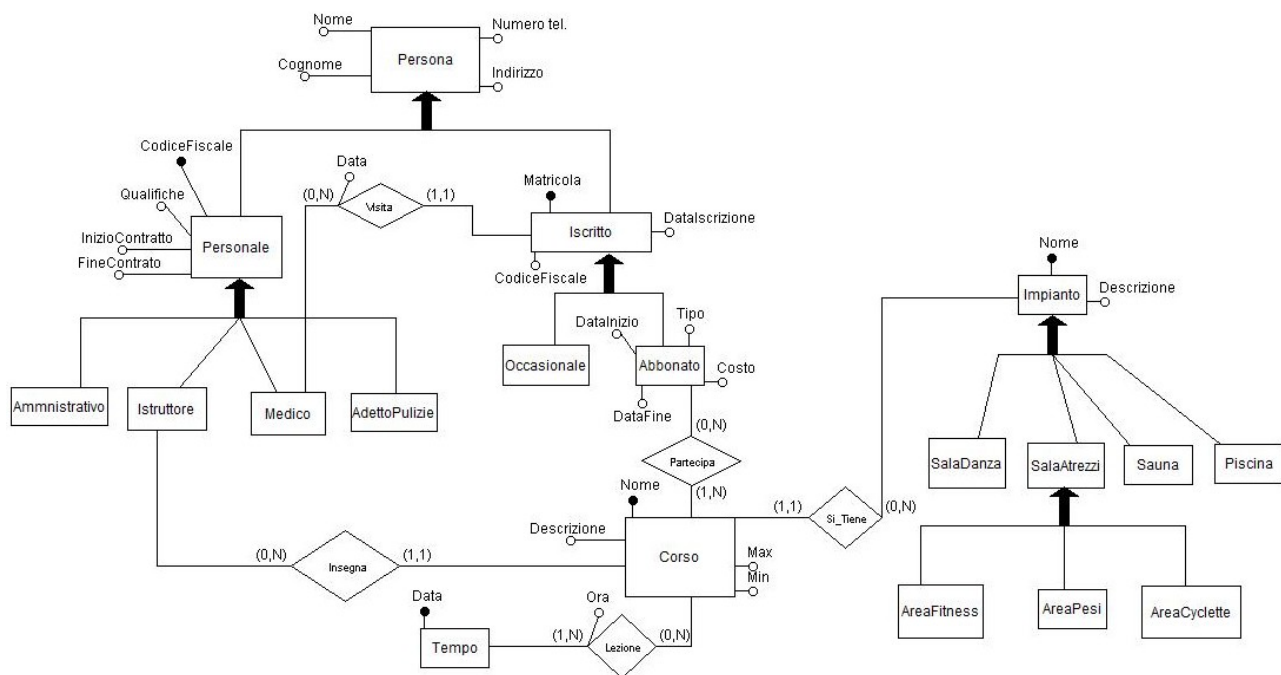 Nome
Numero tel.
Persona
Cognome
Indirizzo
CodiceFiscale
Data
Matricola
Qualifiche
(0,N)
(1,1)
Visita
DataIscrizione
Iscritto
InizioContratto
Personale
FineContrato
CodiceFiscale
Nome
Impianto
Descrizione
DataInizio
Tipo
Occasionale
Abbonato
Costo
DataFine
Ammnistrativo
Istruttore
Medico
AdettoPulizie
(0,N)
Partecipa
(1,N)
SalaDanza
SalaAtrezzi
Sauna
Piscina
Nome
Descrizione
Corso
Max
Min
(1,1)
Si_Tiene
(0,N)
(0,N)
Insegna
(1,1)
AreaFitness
AreaPesi
AreaCyclette
Data
Ora
Tempo
(1,N)
Lezione
(0,N)